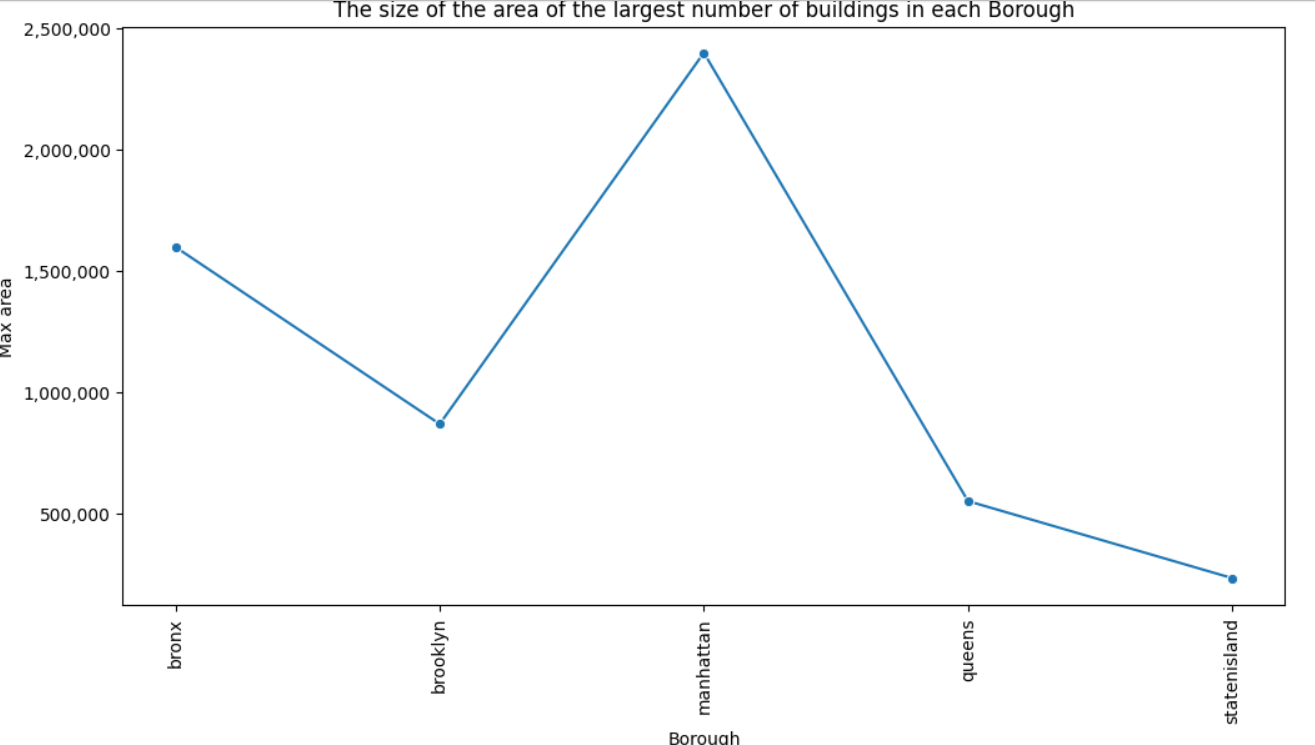 The size of the area of the largest number of buildings in each Borough
2,500,000
2,000,000
1,500,000
1,000,000
500,000
Max area
bronx
brooklyn
manhattan
queens
statenisland
Borough